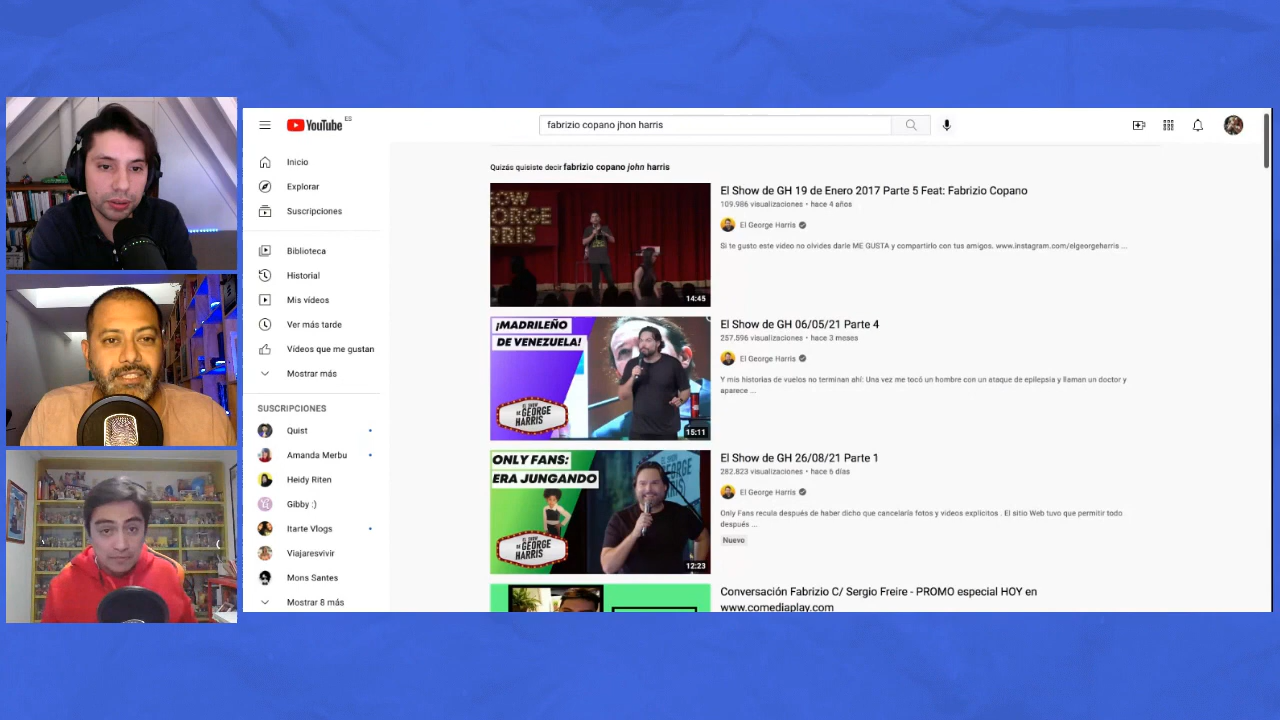 YouTube ES
fabrizio copano jhon harris
Inicio
Explorar
Suscripciones
Biblioteca
Historial
Mis vídeos
Ver más tarde
Vídeos que me gustan
Mostrar más
SUSCRIPCIONES
Quist
Amanda Merbu
Heidy Riten
Gibby :)
Itarte Vlogs
Viajaresvivir
Mons Santes
Mostrar 8 más
Quizás quisiste decir fabrizio copano john harris
14:45
El Show de GH 19 de Enero 2017 Parte 5 Feat: Fabrizio Copano
109.986 visualizaciones • hace 4 años
El George Harris
Si te gusto este video no olvides darle ME GUSTA y compartirlo con tus amigos. www.instagram.com/elgeorgeharris ...
¡MADRILEÑO
DE VENEZUELA!
EL SHOW
DE GEORGE
HARRIS
15:11
El Show de GH 06/05/21 Parte 4
257.596 visualizaciones • hace 3 meses
El George Harris
Y mis historias de vuelos no terminan ahí: Una vez me tocó un hombre con un ataque de epilepsia y llaman un doctor y
aparece ...
ONLY FANS:
ERA JUNGANDO
EL SHOW
DE GEORGE
HARRIS
12:23
El Show de GH 26/08/21 Parte 1
282.823 visualizaciones • hace 6 días
El George Harris
Only Fans recula después de haber dicho que cancelaría fotos y videos explícitos . El sitio Web tuvo que permitir todo
después ...
Nuevo
Conversación Fabrizio C/ Sergio Freire - PROMO especial HOY en
www.comediaplay.com